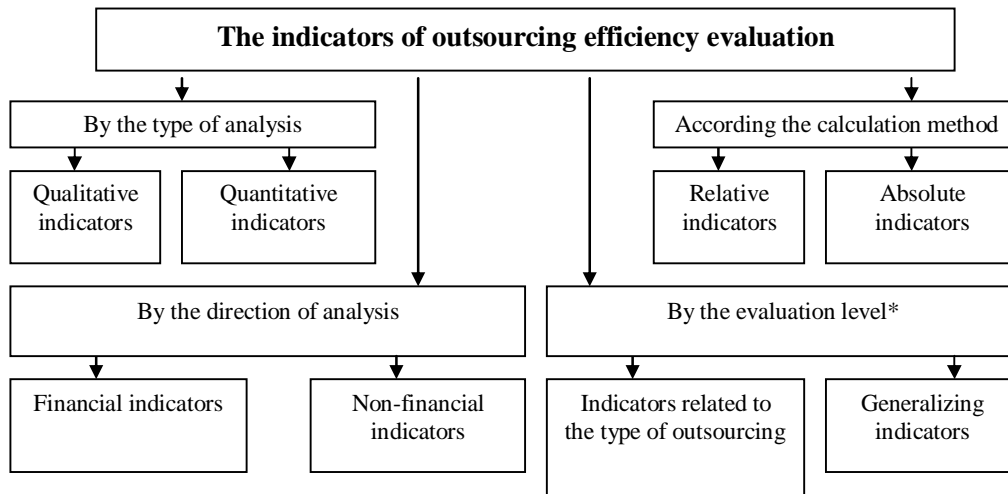 The indicators of outsourcing efficiency evaluation
By the type of analysis
According the calculation method
Qualitative
indicators
Quantitative
indicators
Relative
indicators
Absolute
indicators
By the direction of analysis
By the evaluation level*
Financial indicators
Non-financial
indicators
Indicators related to
the type of outsourcing
Generalizing
indicators